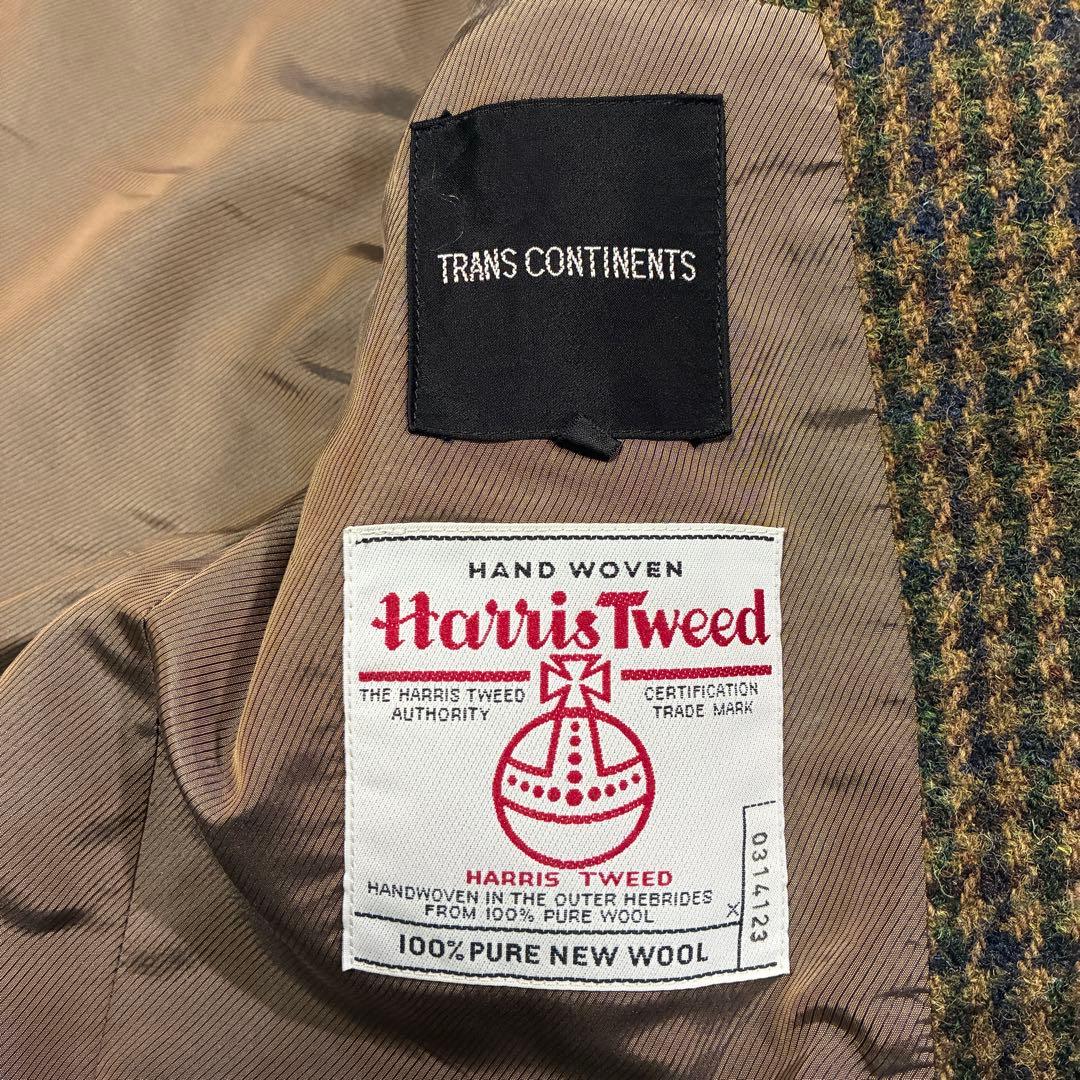 TRANS CONTINENTS
HAND WOVEN
Harris Tweed
THE HARRIS TWEED
AUTHORITY
CERTIFICATION
TRADE MARK
HARRIS TWEED
HANDWOVEN IN THE OUTER HEBRIDES
FROM 100% PURE WOOL
X
0314123
100% PURE NEW WOOL